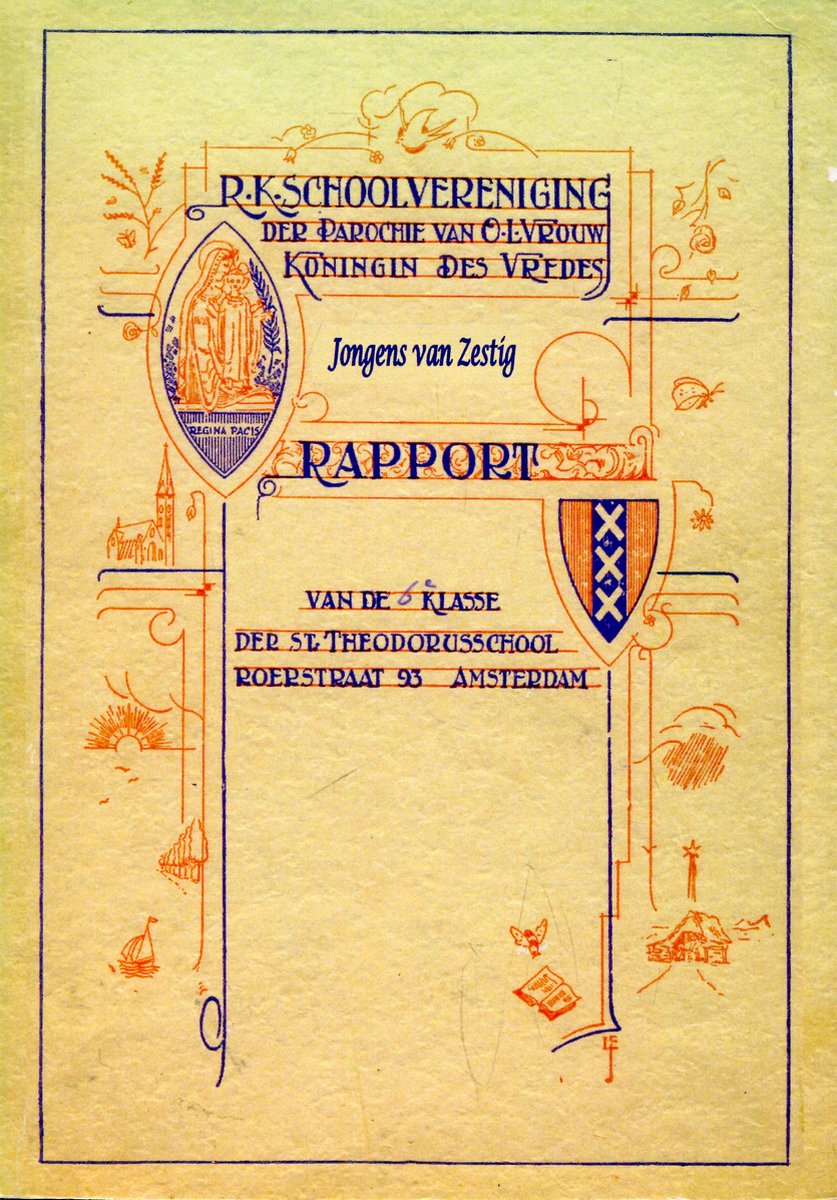 R·K·SCHOOLVERENIGING
DER PAROCHIE VAN O·L·VROUW
KONINGIN DES VREDES
REGINA PACIS
Jongens van Zestig
RAPPORT
VAN DE 6e KLASSE
DER ST. THEODORUSSCHOOL
ROERSTRAAT 93 AMSTERDAM